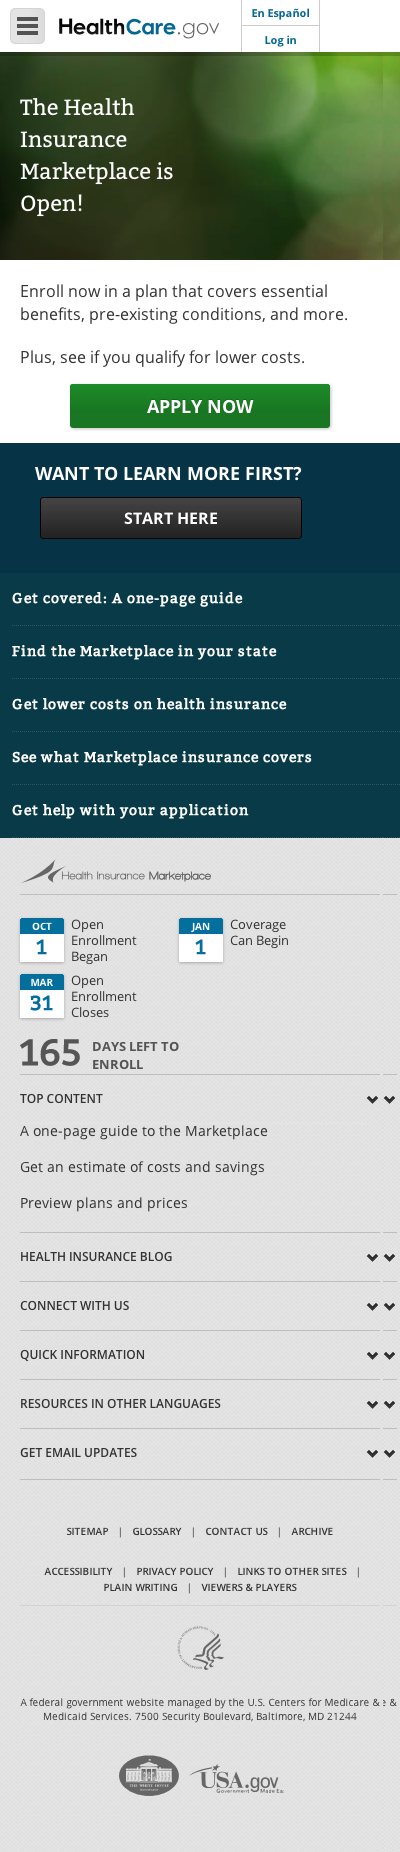 HealthCare.gov
En Español
Log in
The Health
Insurance
Marketplace is
Open!
Enroll now in a plan that covers essential
benefits, pre-existing conditions, and more.
Plus, see if you qualify for lower costs.
APPLY NOW
WANT TO LEARN MORE FIRST?
START HERE
Get covered: A one-page guide
Find the Marketplace in your state
Get lower costs on health insurance
See what Marketplace insurance covers
Get help with your application
Health Insurance Marketplace
OCT
1
Open
Enrollment
Began
JAN
1
Coverage
Can Begin
MAR
31
Open
Enrollment
Closes
165
DAYS LEFT TO
ENROLL
TOP CONTENT
A one-page guide to the Marketplace
Get an estimate of costs and savings
Preview plans and prices
HEALTH INSURANCE BLOG
CONNECT WITH US
QUICK INFORMATION
RESOURCES IN OTHER LANGUAGES
GET EMAIL UPDATES
SITEMAP | GLOSSARY | CONTACT US | ARCHIVE
ACCESSIBILITY | PRIVACY POLICY | LINKS TO OTHER SITES |
PLAIN WRITING | VIEWERS & PLAYERS
A federal government website managed by the U.S. Centers for Medicare & e &
Medicaid Services. 7500 Security Boulevard, Baltimore, MD 21244
THE WHITE HOUSE
USA.gov
Government Made Easy